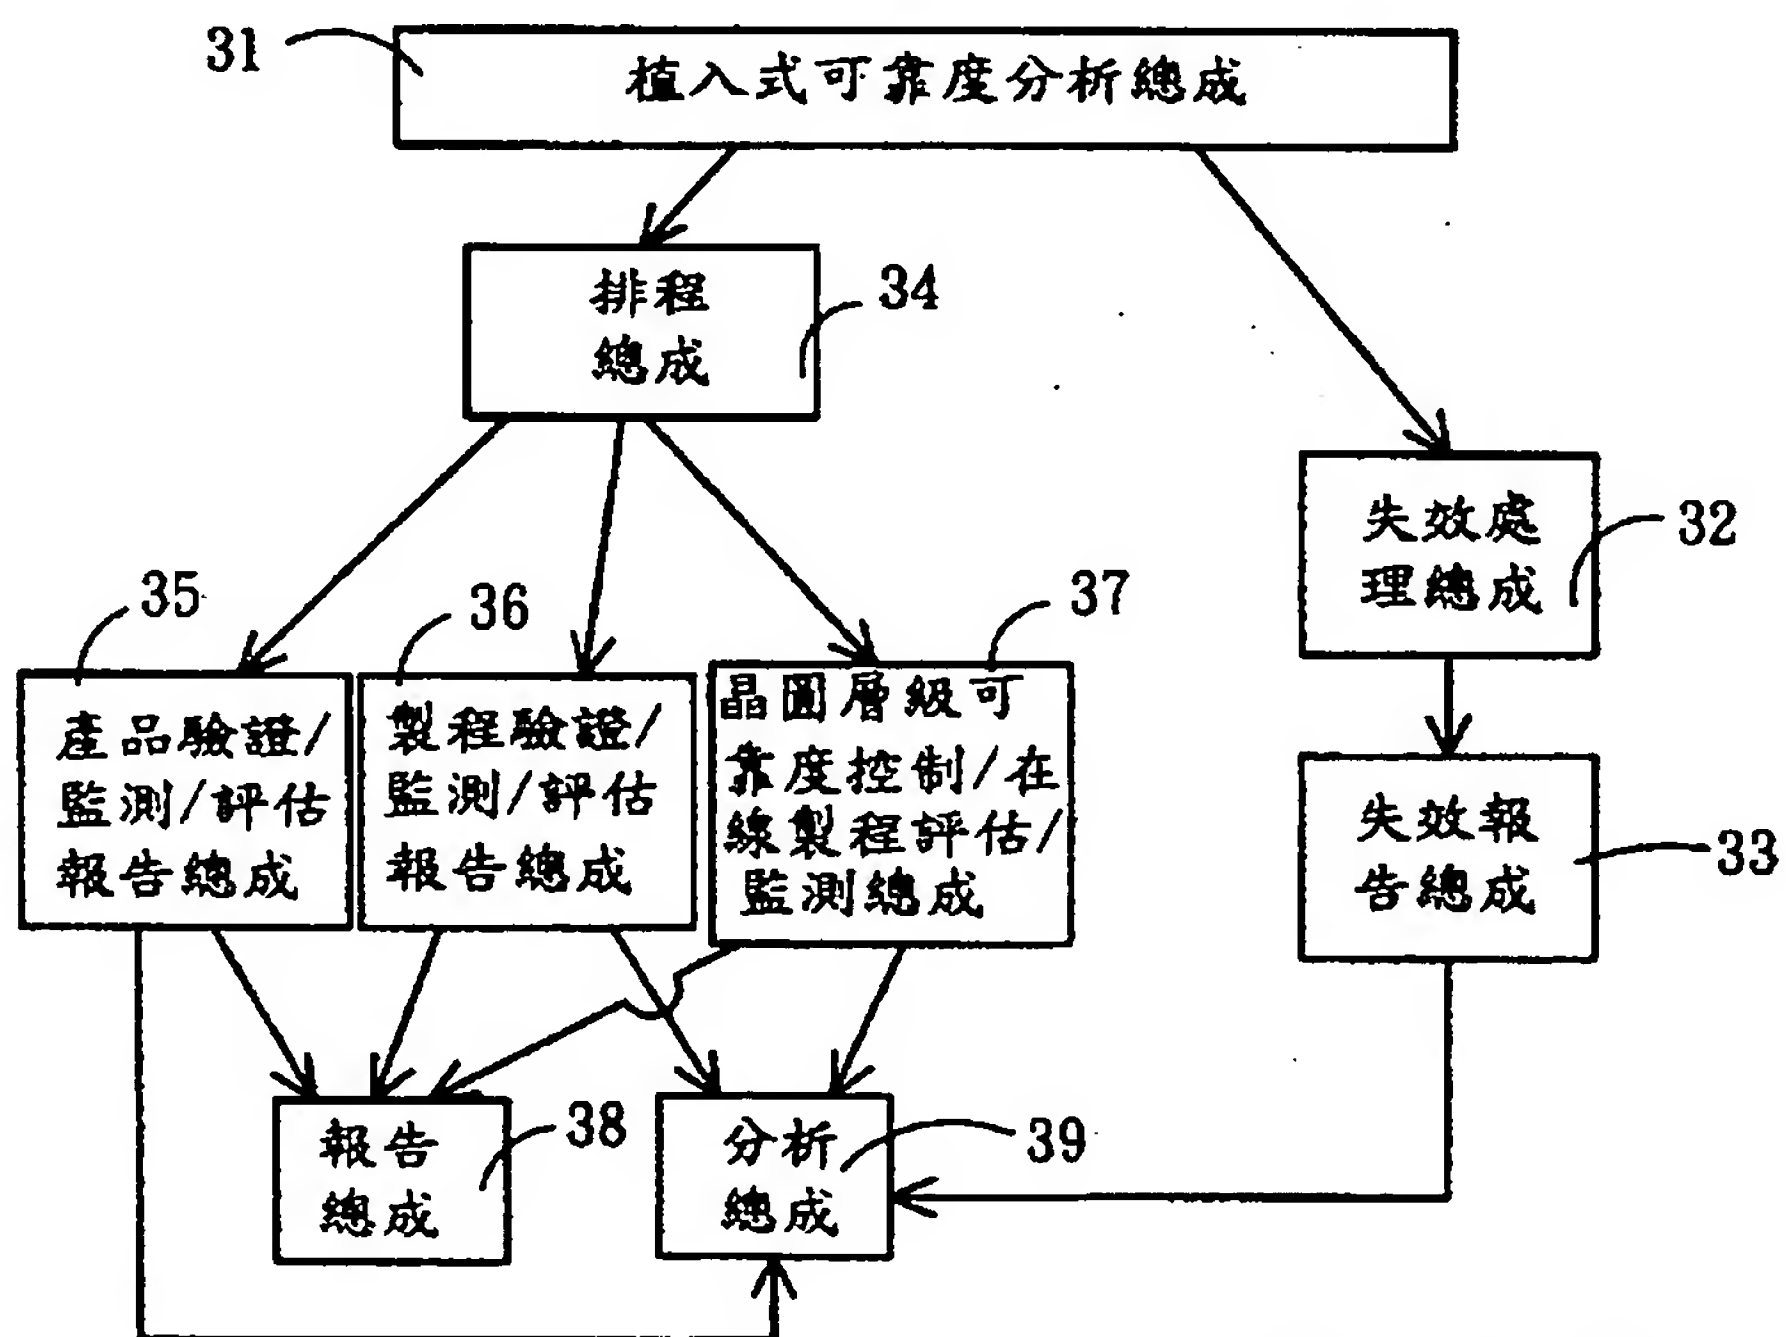 31
植入式可靠度分析總成
排程
總成
34
失效處
理總成
32
35
產品驗證/
監測/評估
報告總成
36
製程驗證/
監測/評估
報告總成
37
晶圓層級可
靠度控制/在
線製程評估/
監測總成
失效報
告總成
33
報告
總成
38
分析
總成
39